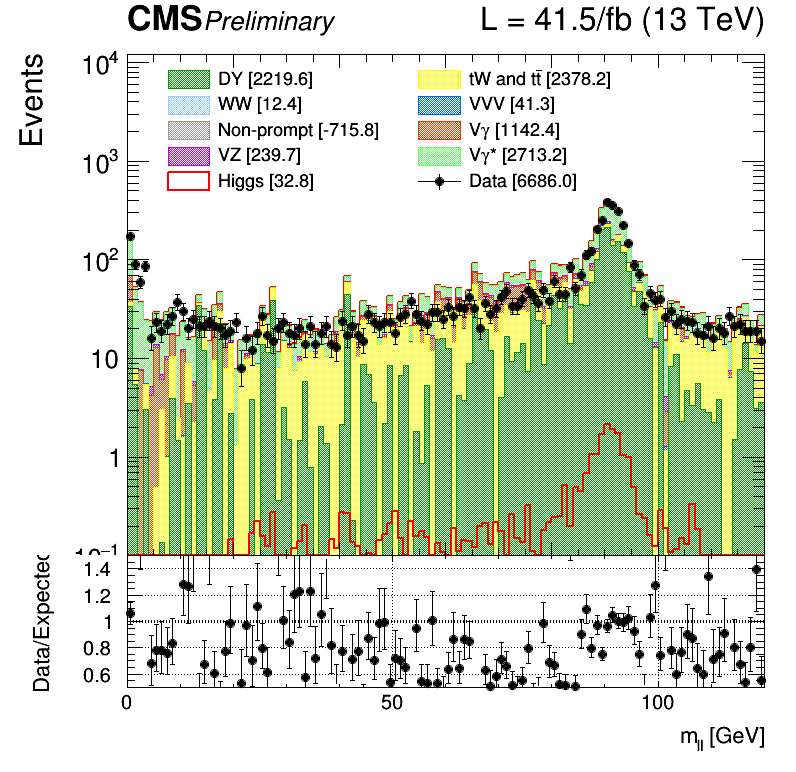 CMS Preliminary L = 41.5/fb (13 TeV)
Events
10⁴
10³
10²
10
1
10⁻¹
DY [2219.6]
WW [12.4]
Non-prompt [-715.8]
VZ [239.7]
Higgs [32.8]
tW and tt̄ [2378.2]
VVV [41.3]
Vγ [1142.4]
Vγ* [2713.2]
Data [6686.0]
Data/Expected
1.4
1.2
1
0.8
0.6
0 50 100
m_ll [GeV]